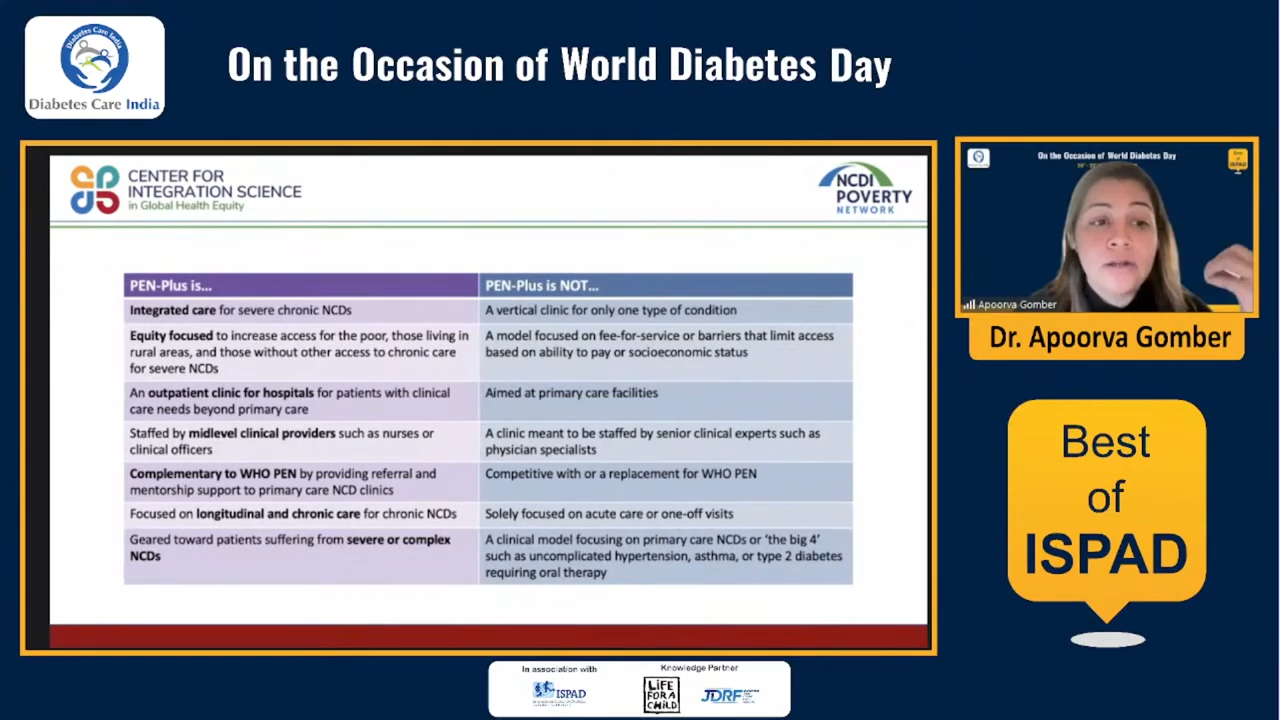 Diabetes Care India
Diabetes Care India
On the Occasion of World Diabetes Day
CENTER FOR
INTEGRATION SCIENCE
in Global Health Equity
NCDI
POVERTY
NETWORK
PEN-Plus is...
PEN-Plus is NOT...
Integrated care for severe chronic NCDs
A vertical clinic for only one type of condition
Equity focused to increase access for the poor, those living in
rural areas, and those without other access to chronic care
for severe NCDs
A model focused on fee-for-service or barriers that limit access
based on ability to pay or socioeconomic status
An outpatient clinic for hospitals for patients with clinical
care needs beyond primary care
Aimed at primary care facilities
Staffed by midlevel clinical providers such as nurses or
clinical officers
A clinic meant to be staffed by senior clinical experts such as
physician specialists
Complementary to WHO PEN by providing referral and
mentorship support to primary care NCD clinics
Competitive with or a replacement for WHO PEN
Focused on longitudinal and chronic care for chronic NCDs
Solely focused on acute care or one-off visits
Geared toward patients suffering from severe or complex
NCDs
A clinical model focusing on primary care NCDs or ‘the big 4’
such as uncomplicated hypertension, asthma, or type 2 diabetes
requiring oral therapy
On the Occasion of World Diabetes Day
Best
of
ISPAD
Apoorva Gomber
Dr. Apoorva Gomber
Best
of
ISPAD
In association with
ISPAD
Knowledge Partner
LiFE
FOR A
CHiLD
JDRF